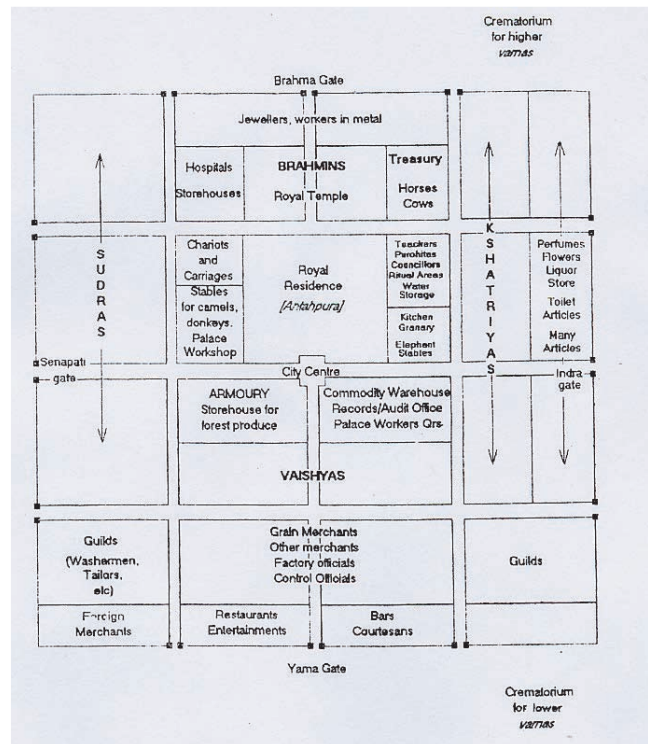 Crematorium
for higher
varnas
Brahma Gate
Jewellers, workers in metal
Hospitals
Storehouses
BRAHMINS
Royal Temple
Treasury
Horses
Cows
SUDRAS
Chariots
and
Carriages
Stables
for camels,
donkeys.
Palace
Workshop
Royal
Residence
[Antahpura]
Teachers
Purohitas
Councillors
Ritual Areas
Water
Storage
Kitchen
Granary
Elephant
Stables
KSHATRIYAS
Perfumes
Flowers
Liquor
Store
Toilet
Articles
Many
Articles
Senapati
gate
City Centre
Indra
gate
ARMOURY
Storehouse for
forest produce
Commodity Warehouse
Records/Audit Office
Palace Workers Qrs.
VAISHYAS
Guilds
(Washermen,
Tailors,
etc)
Grain Merchants
Other merchants
Factory officials
Control Officials
Guilds
Foreign
Merchants
Restaurants
Entertainments
Bars
Courtesans
Yama Gate
Crematorium
for lower
varnas